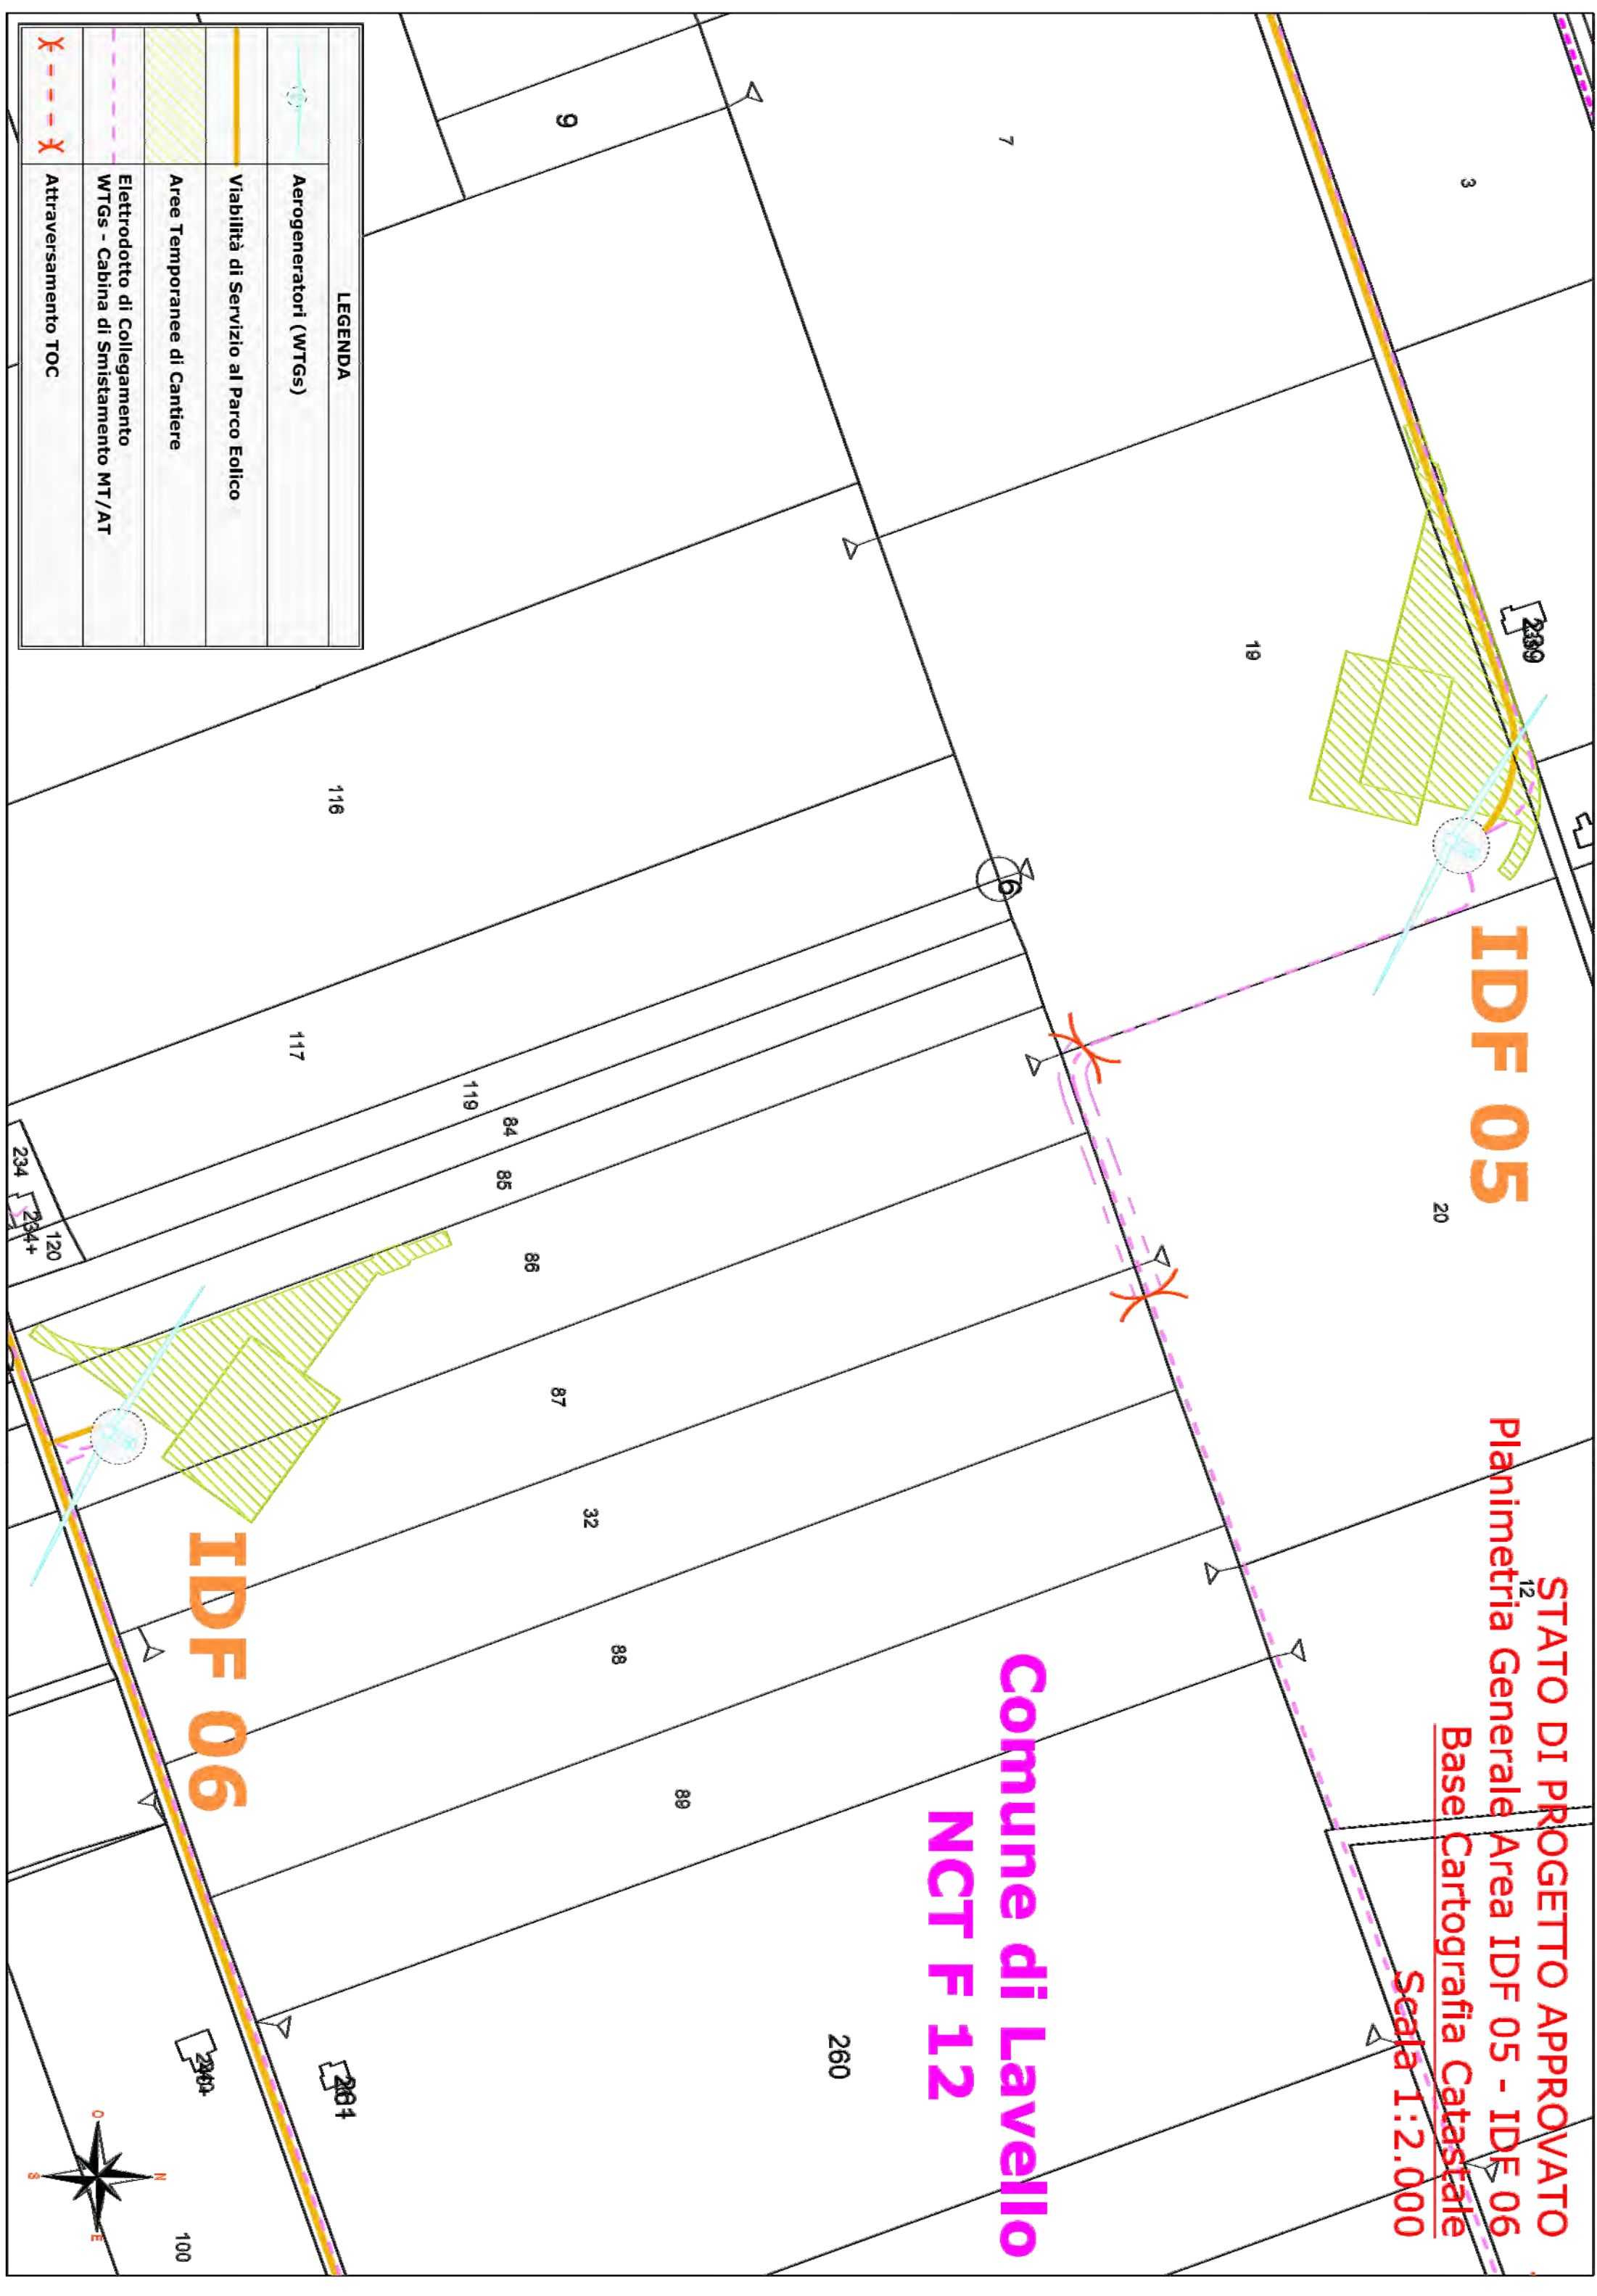 STATO DI PROGETTO APPROVATO
Planimetria Generale Area IDF 05 - IDF 06
Base Cartografia Catastale
Scala 1:2.000
12
3
7
9
19
IDF 05
20
6
Comune di Lavello
NCT F 12
116
117
119
84
85
86
87
32
88
89
260
234
234+
120
IDF 06
100
N
O
E
S
LEGENDA
Aerogeneratori (WTGs)
Viabilità di Servizio al Parco Eolico
Aree Temporanee di Cantiere
Elettrodotto di Collegamento
WTGs - Cabina di Smistamento MT/AT
Attraversamento TOC